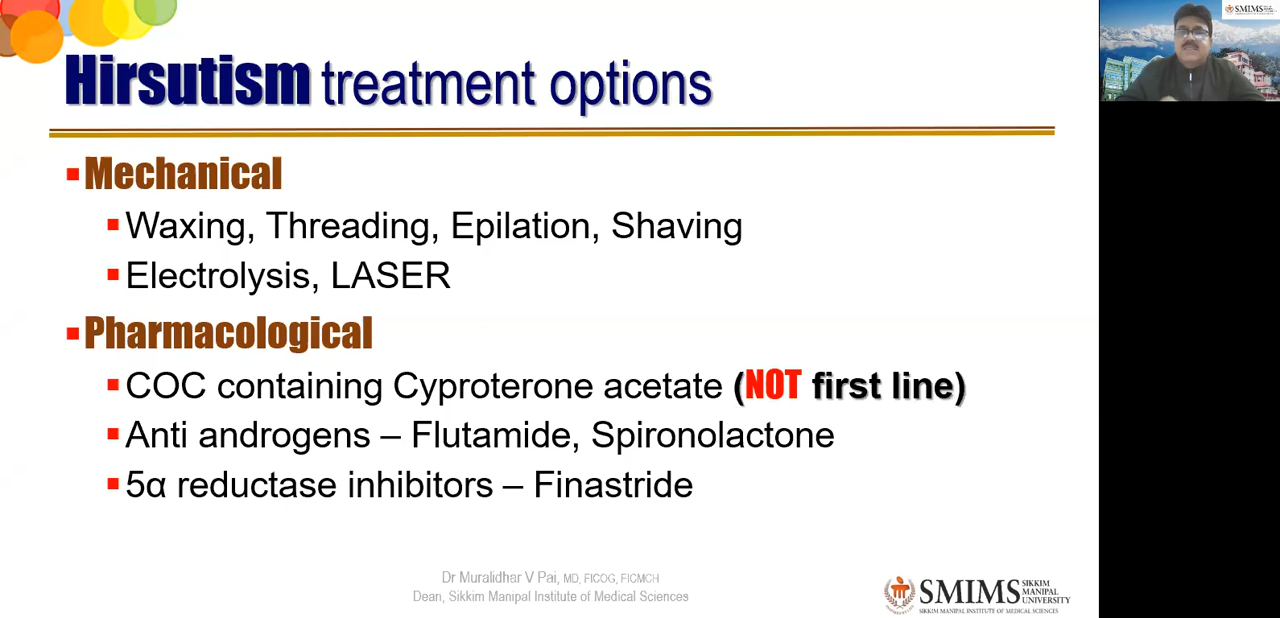 Hirsutism treatment options
Mechanical
Waxing, Threading, Epilation, Shaving
Electrolysis, LASER
Pharmacological
COC containing Cyproterone acetate (NOT first line)
Anti androgens – Flutamide, Spironolactone
5α reductase inhibitors – Finastride
Dr Muralidhar V Pai, MD, FICOG, FICMCH
Dean, Sikkim Manipal Institute of Medical Sciences
SMIMS SIKKIM MANIPAL UNIVERSITY
SIKKIM MANIPAL INSTITUTE OF MEDICAL SCIENCES
SMIMS